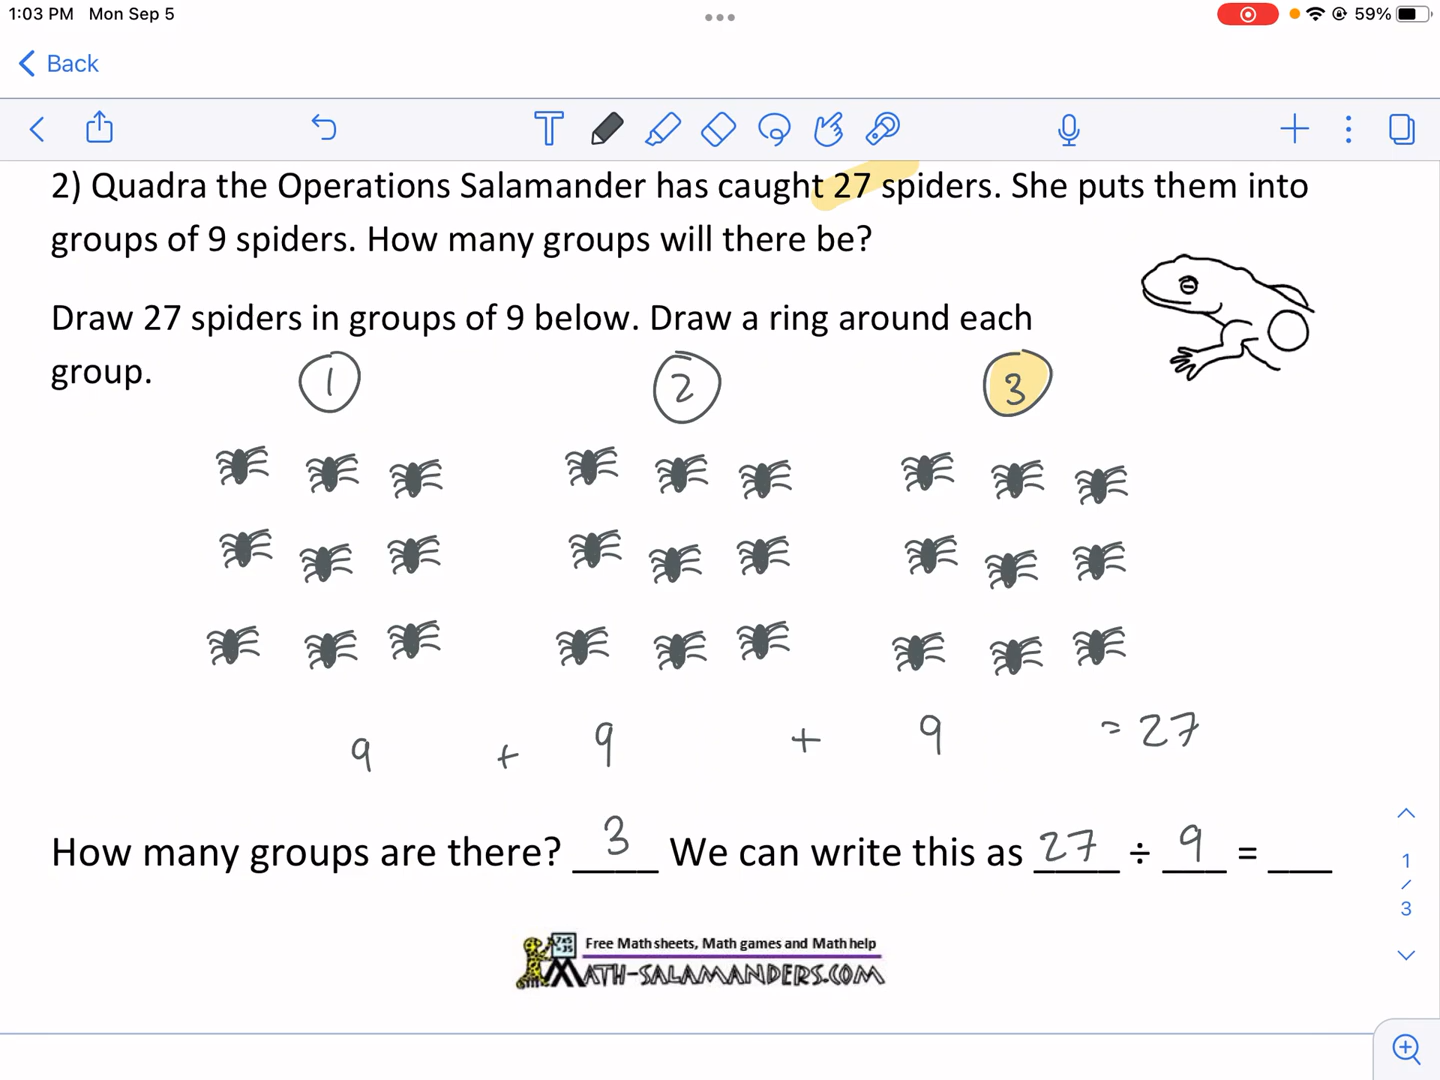 1:03 PM Mon Sep 5 59%
Back
T
2) Quadra the Operations Salamander has caught 27 spiders. She puts them into
groups of 9 spiders. How many groups will there be?
Draw 27 spiders in groups of 9 below. Draw a ring around each
group.
1 2 3
9 + 9 + 9 = 27
How many groups are there? 3 We can write this as 27 ÷ 9 = ___
1
/
3
7x5
=35
Free Math sheets, Math games and Math help
MATH-SALAMANDERS.COM